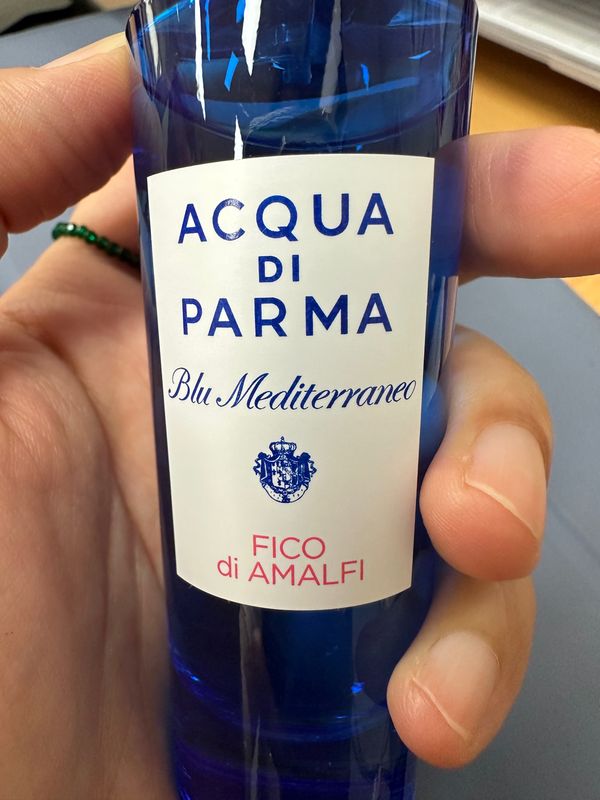 ACQUA
DI
PARMA
Blu Mediterraneo
FICO
di AMALFI